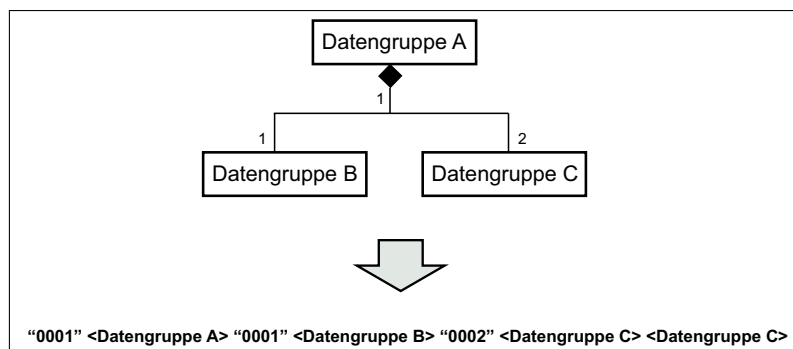 Datengruppe A
1
1
2
Datengruppe B
Datengruppe C
“0001” <Datengruppe A> “0001” <Datengruppe B> “0002” <Datengruppe C> <Datengruppe C>